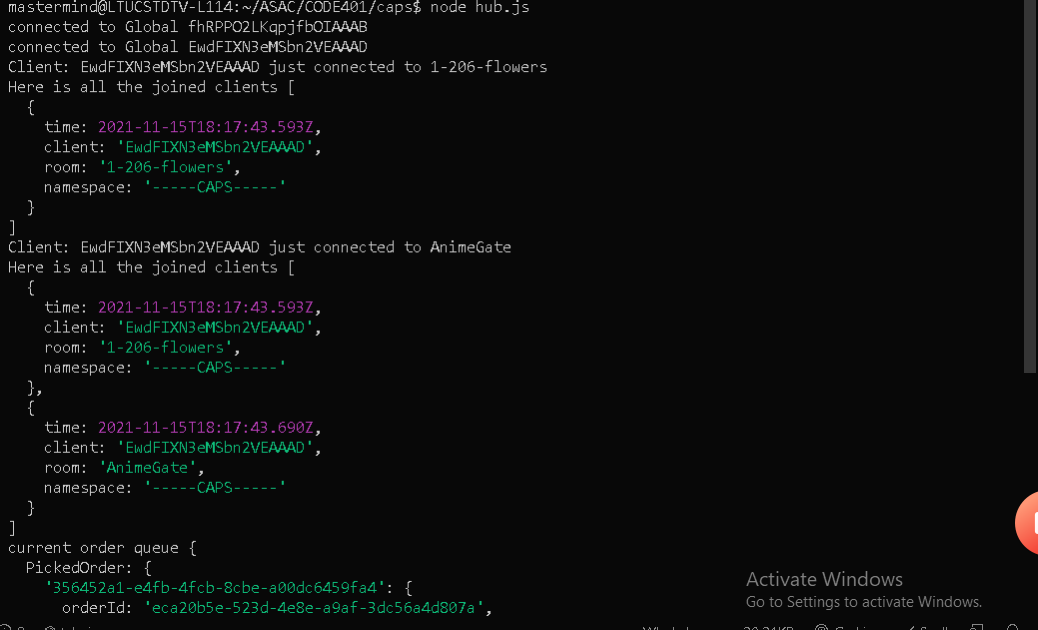 mastermind@LTUCSTDTV-L114:~/ASAC/CODE401/caps$ node hub.js
connected to Global fhRPPO2LKqpjfbOIAAAB
connected to Global EwdFIXN3eMSbn2VEAAAD
Client: EwdFIXN3eMSbn2VEAAAD just connected to 1-206-flowers
Here is all the joined clients [
  {
    time: 2021-11-15T18:17:43.593Z,
    client: 'EwdFIXN3eMSbn2VEAAAD',
    room: '1-206-flowers',
    namespace: '-----CAPS-----'
  }
]
Client: EwdFIXN3eMSbn2VEAAAD just connected to AnimeGate
Here is all the joined clients [
  {
    time: 2021-11-15T18:17:43.593Z,
    client: 'EwdFIXN3eMSbn2VEAAAD',
    room: '1-206-flowers',
    namespace: '-----CAPS-----'
  },
  {
    time: 2021-11-15T18:17:43.690Z,
    client: 'EwdFIXN3eMSbn2VEAAAD',
    room: 'AnimeGate',
    namespace: '-----CAPS-----'
  }
]
current order queue {
  PickedOrder: {
    '356452a1-e4fb-4fcb-8cbe-a00dc6459fa4': {
      orderId: 'eca20b5e-523d-4e8e-a9af-3dc56a4d807a',
Activate Windows
Go to Settings to activate Windows.